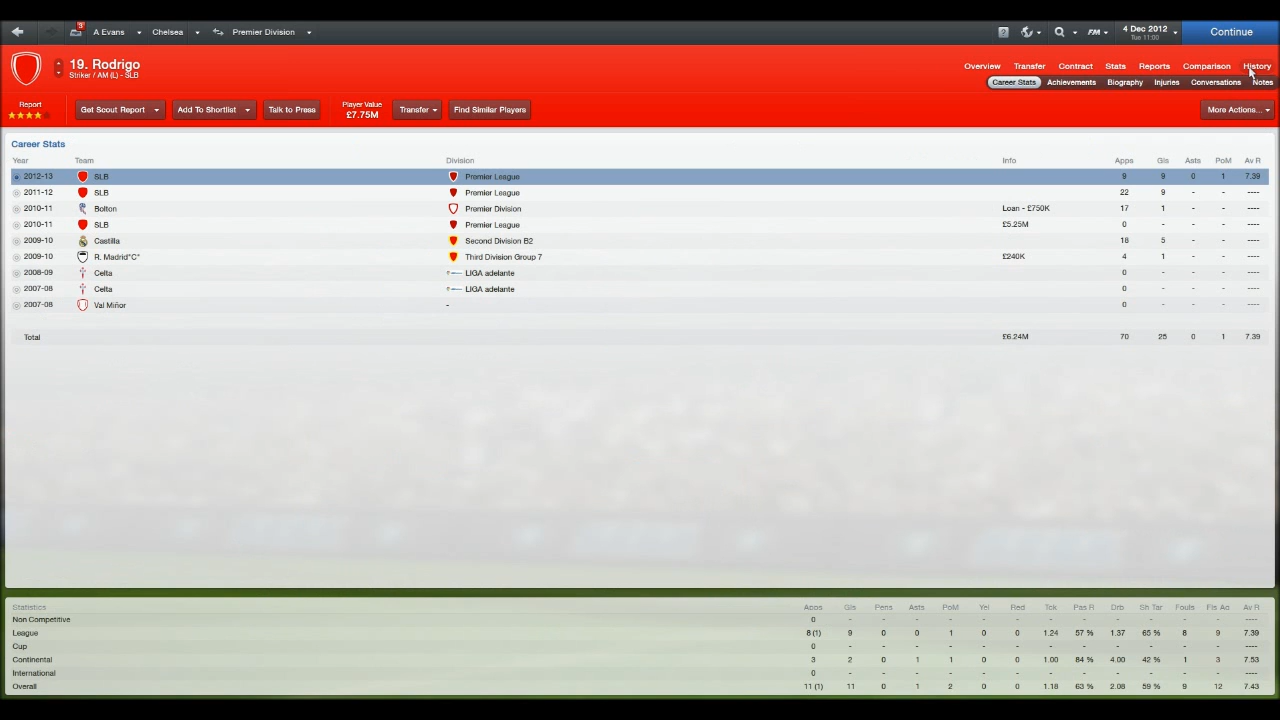 3 A Evans Chelsea Premier Division ? FM 4 Dec 2012 Tue 11:00 Continue
19. Rodrigo
Striker / AM (L) - SLB
Overview Transfer Contract Stats Reports Comparison History
Career Stats Achievements Biography Injuries Conversations Notes
Report Get Scout Report Add To Shortlist Talk to Press Player Value £7.75M Transfer Find Similar Players More Actions...
Career Stats
Year Team Division Info Apps Gls Asts PoM Av R
2012-13 SLB Premier League 9 9 0 1 7.39
2011-12 SLB Premier League 22 9 - - ----
2010-11 Bolton Premier Division Loan - £750K 17 1 - - ----
2010-11 SLB Premier League £5.25M 0 - - - ----
2009-10 Castilla Second Division B2 18 5 - - ----
2009-10 R. Madrid"C" Third Division Group 7 £240K 4 1 - - ----
2008-09 Celta LIGA adelante 0 - - - ----
2007-08 Celta LIGA adelante 0 - - - ----
2007-08 Val Miñor - 0 - - - ----
Total £6.24M 70 25 0 1 7.39
Statistics Apps Gls Pens Asts PoM Yel Red Tck Pas R Drb Sh Tar Fouls Fls Ag Av R
Non Competitive 0 - - - - - - - - - - - - ----
League 8 (1) 9 0 0 1 0 0 1.24 57 % 1.37 65 % 8 9 7.39
Cup 0 - - - - - - - - - - - - ----
Continental 3 2 0 1 1 0 0 1.00 84 % 4.00 42 % 1 3 7.53
International 0 - - - - - - - - - - - - ----
Overall 11 (1) 11 0 1 2 0 0 1.18 63 % 2.08 59 % 9 12 7.43